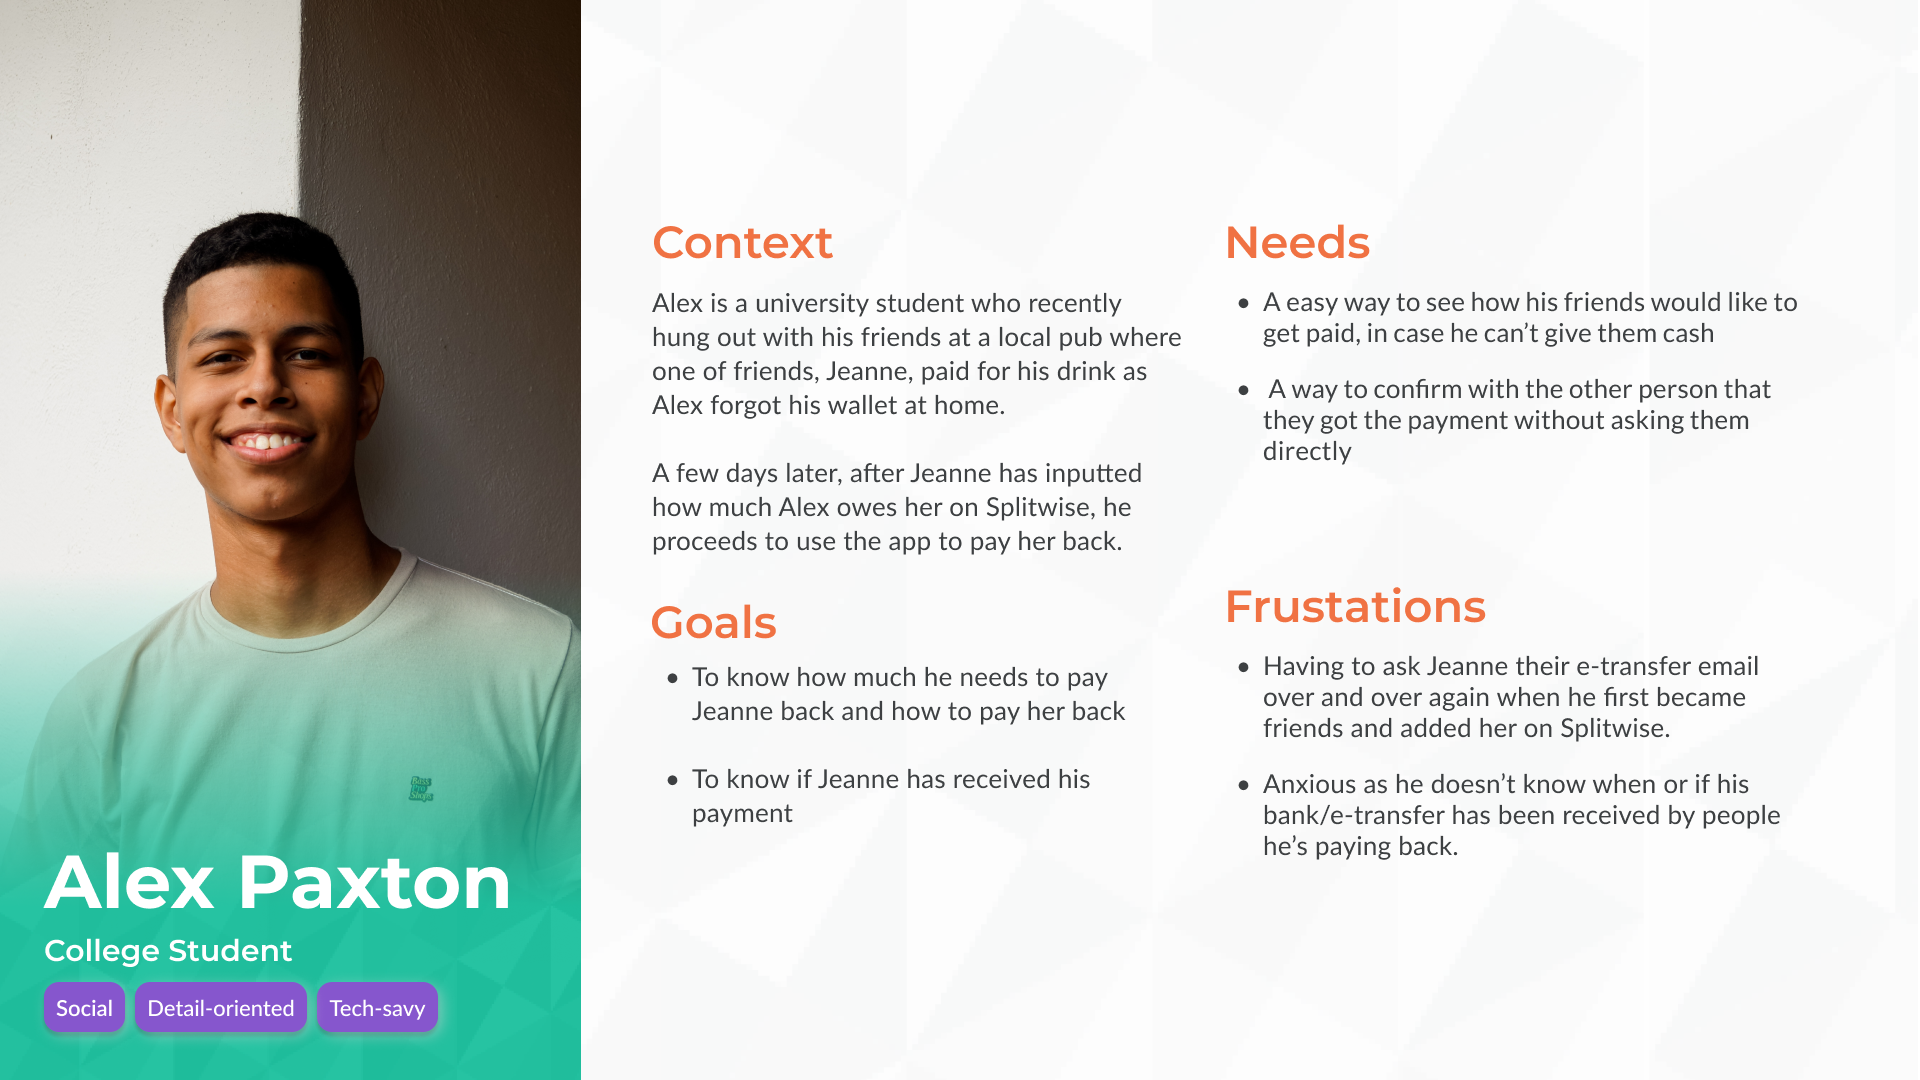 Context
Alex is a university student who recently
hung out with his friends at a local pub where
one of friends, Jeanne, paid for his drink as
Alex forgot his wallet at home.
A few days later, after Jeanne has inputted
how much Alex owes her on Splitwise, he
proceeds to use the app to pay her back.
Goals
• To know how much he needs to pay
Jeanne back and how to pay her back
• To know if Jeanne has received his
payment
Needs
• A easy way to see how his friends would like to
get paid, in case he can’t give them cash
• A way to confirm with the other person that
they got the payment without asking them
directly
Frustations
• Having to ask Jeanne their e-transfer email
over and over again when he first became
friends and added her on Splitwise.
• Anxious as he doesn’t know when or if his
bank/e-transfer has been received by people
he’s paying back.
Bass
Pro
Shops
Alex Paxton
College Student
Social Detail-oriented Tech-savy